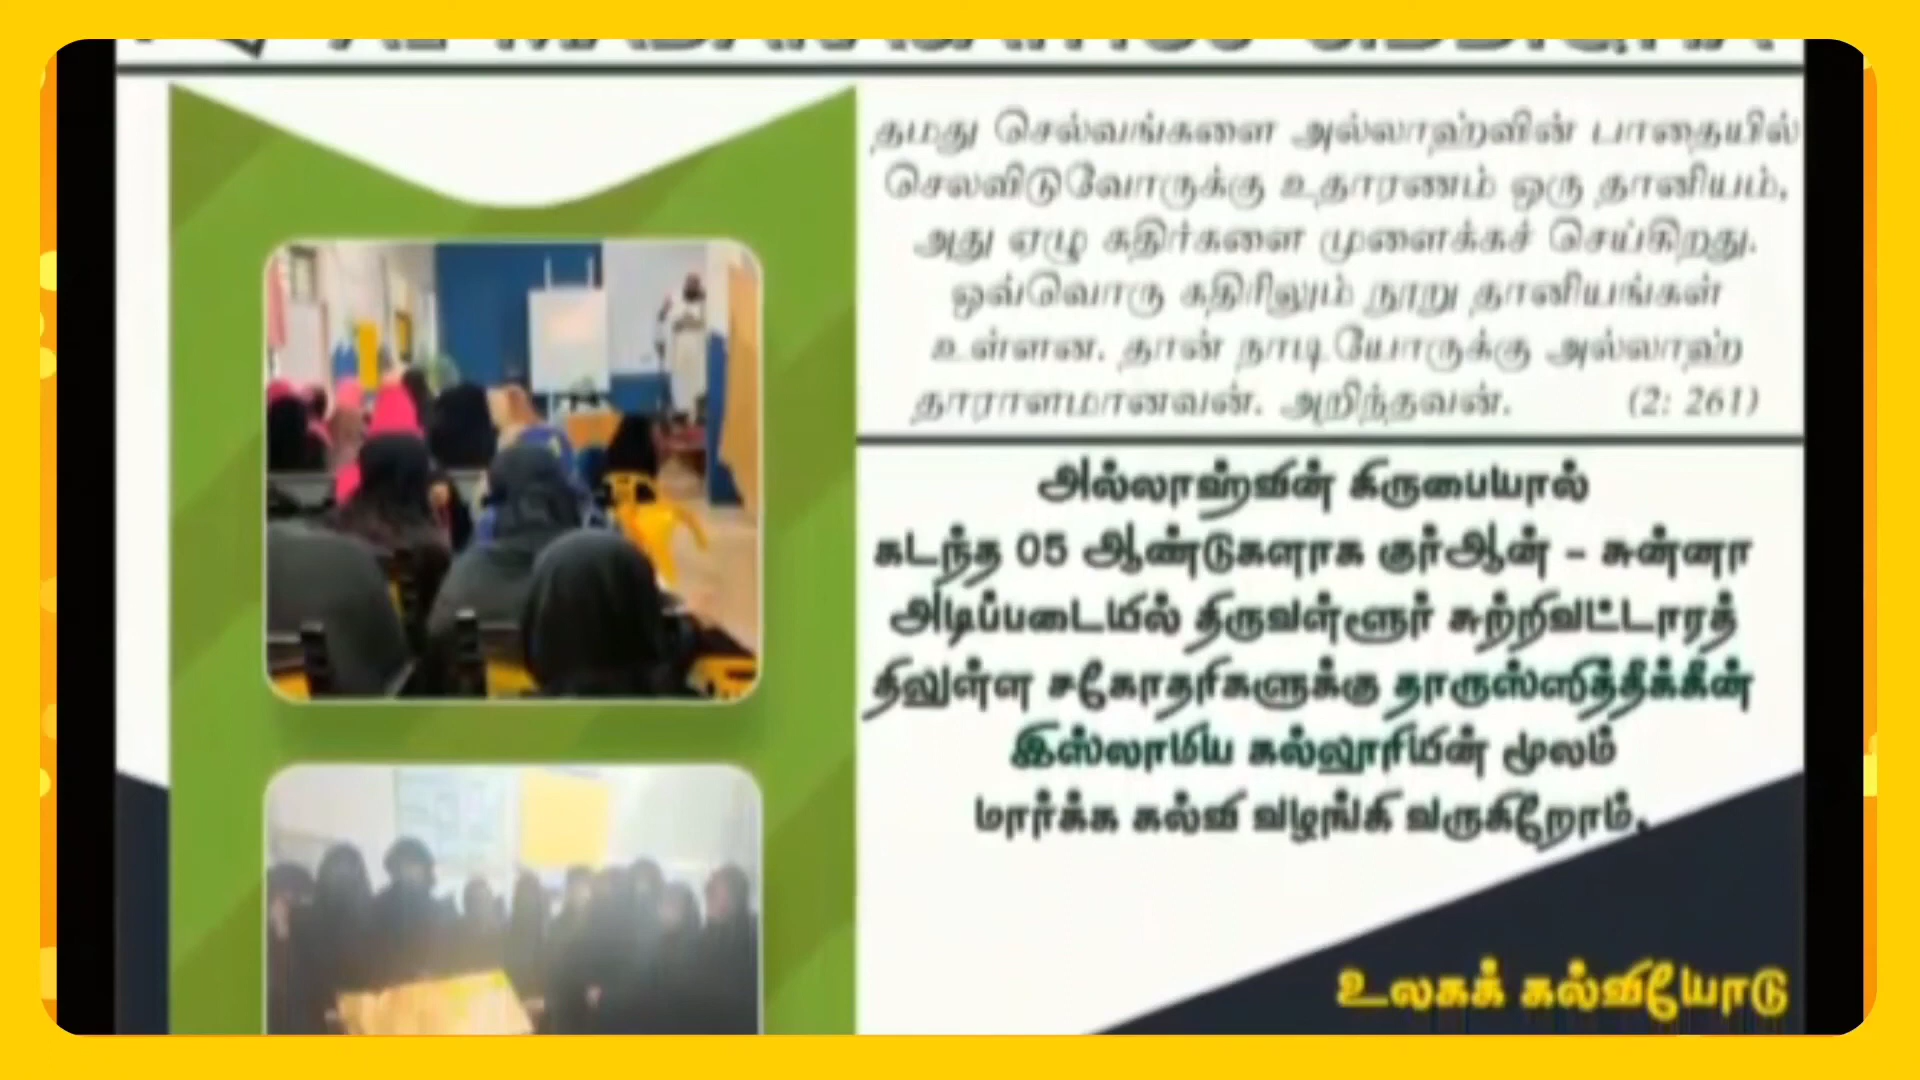 தமது செல்வங்களை அல்லாஹ்வின் பாதையில்
செலவிடுவோருக்கு உதாரணம் ஒரு தானியம்,
அது ஏழு கதிர்களை முளைக்கச் செய்கிறது.
ஒவ்வொரு கதிரிலும் நூறு தானியங்கள்
உள்ளன. தான் நாடியோருக்கு அல்லாஹ்
தாராளமானவன். அறிந்தவன். (2: 261)
அல்லாஹ்வின் கிருபையால்
கடந்த 05 ஆண்டுகளாக குர்ஆன் – சுன்னா
அடிப்படையில் திருவள்ளூர் சுற்றிவட்டாரத்
திலுள்ள சகோதரிகளுக்கு தாருஸ்ஸித்தீக்கீன்
இஸ்லாமிய கல்லூரியின் மூலம்
மார்க்க கல்வி வழங்கி வருகிறோம்.
உலகக் கல்வியோடு